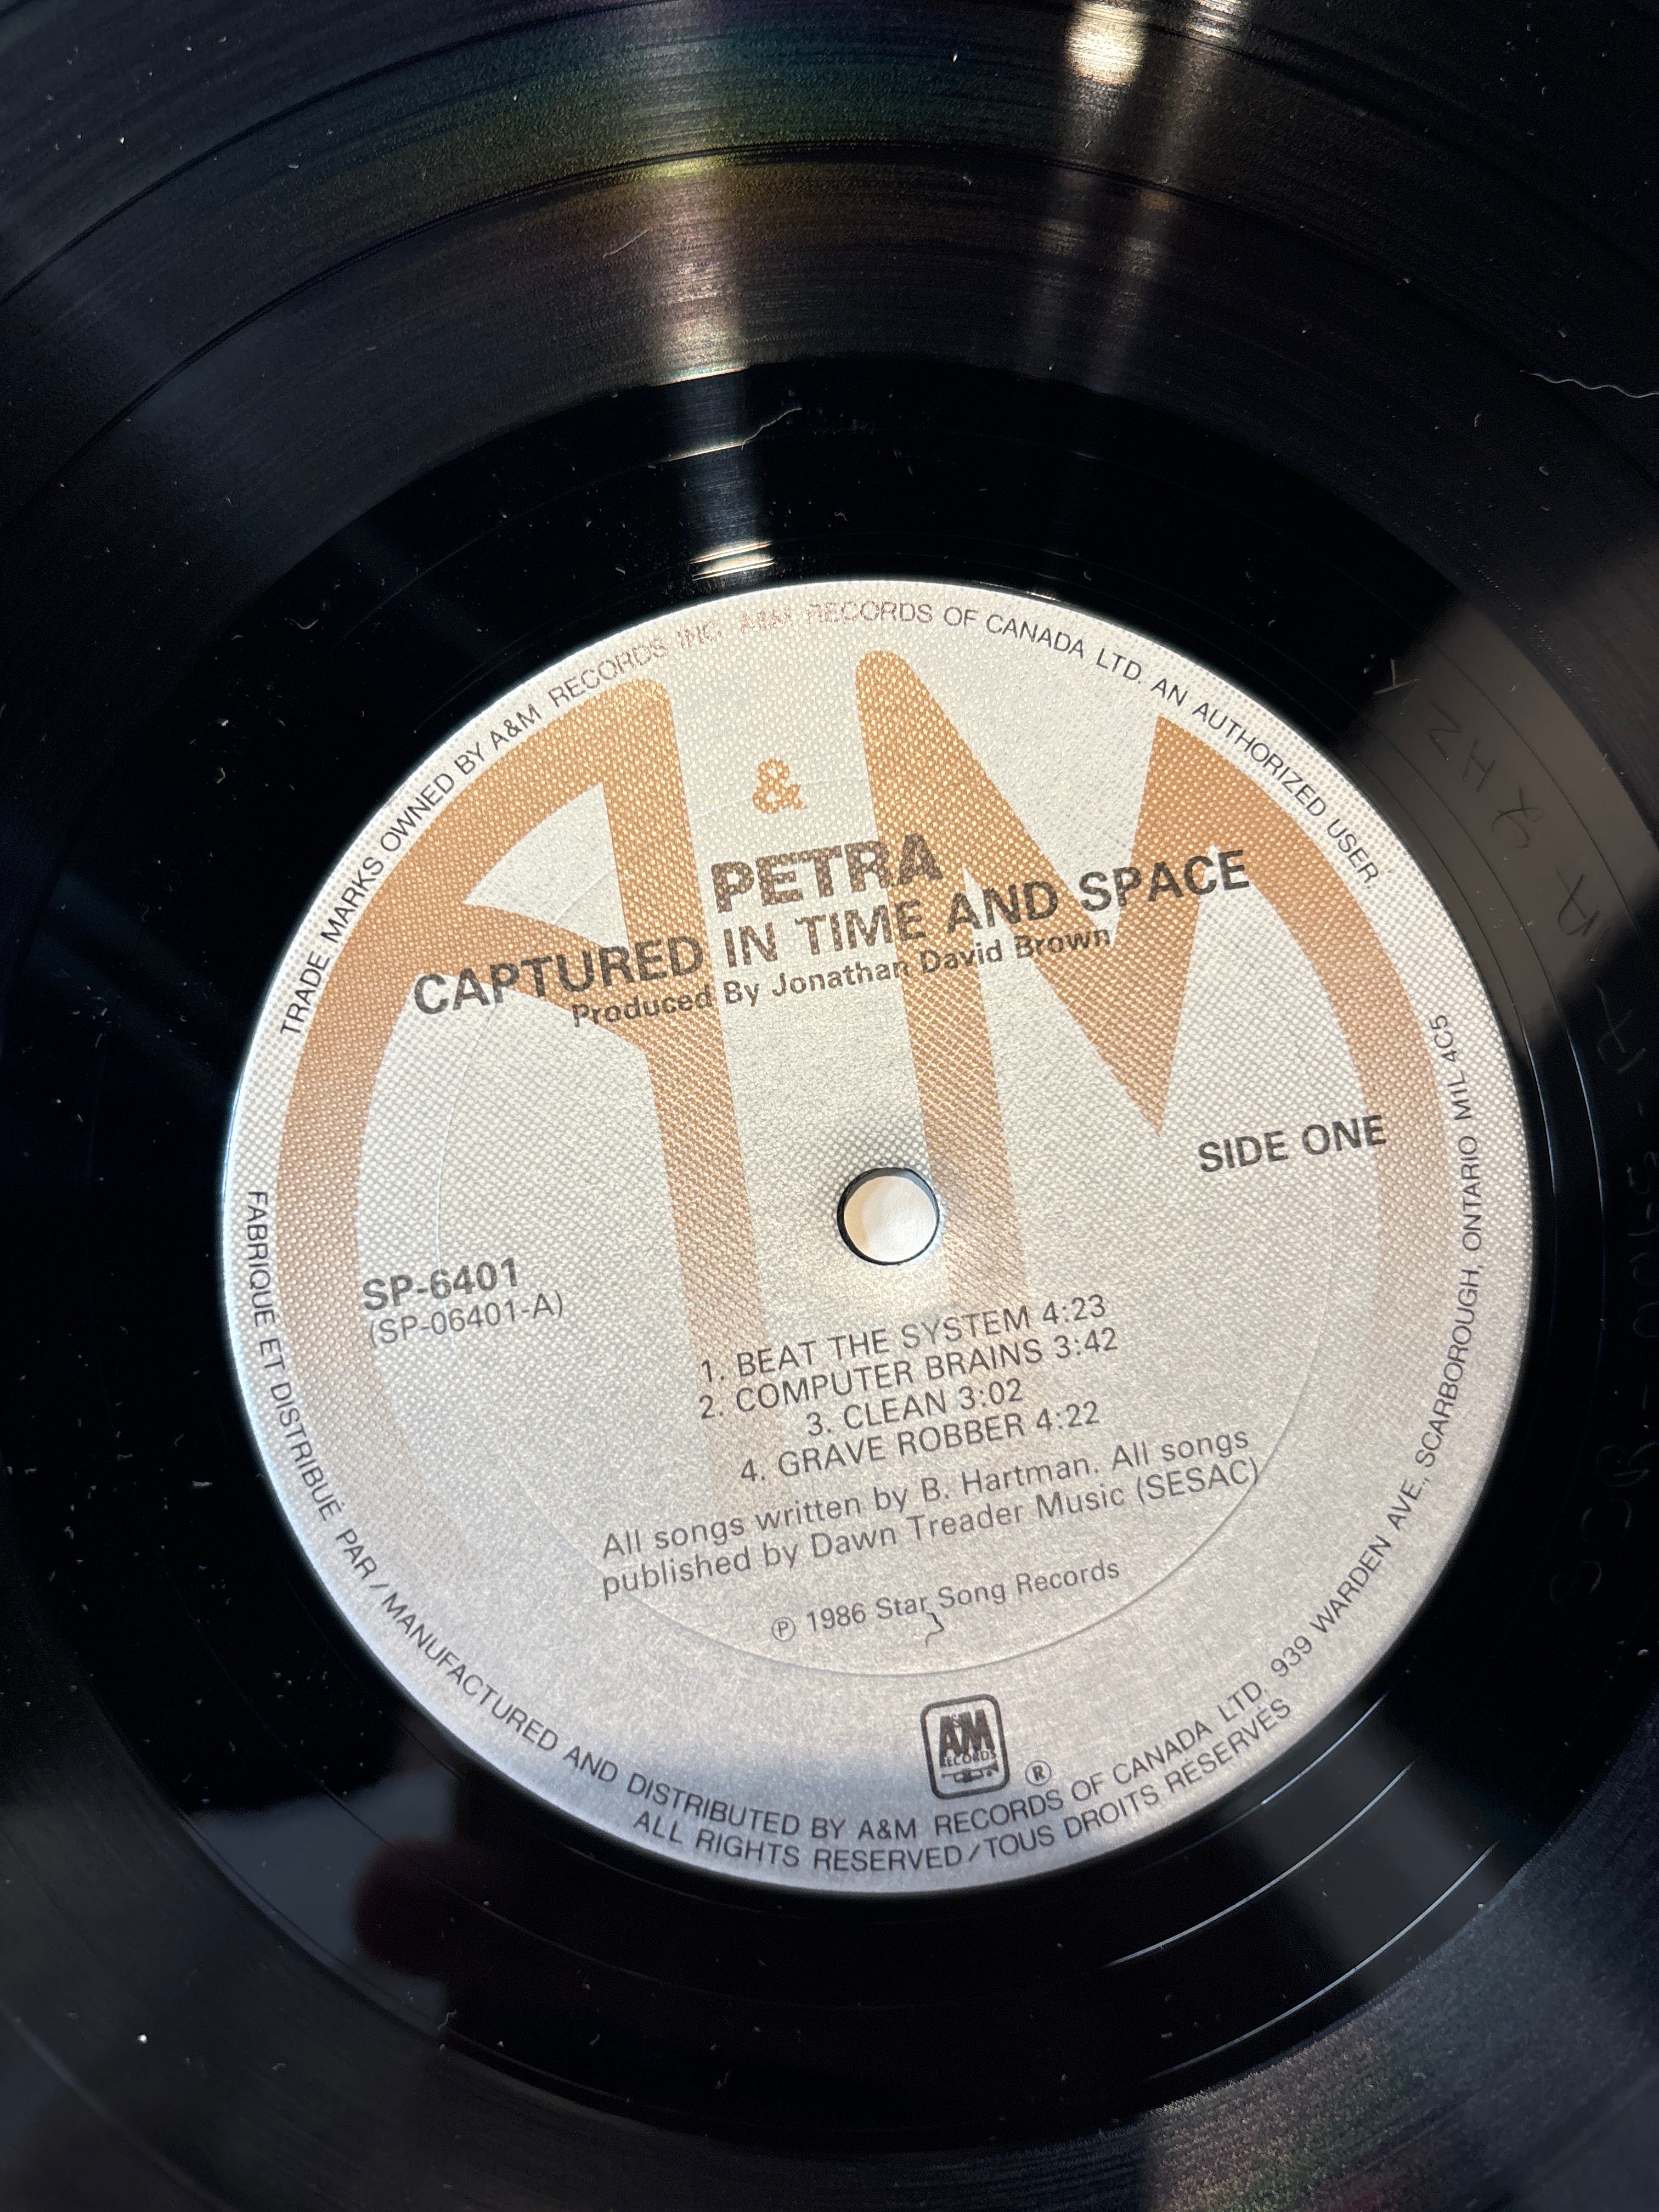 TRADE MARKS OWNED BY A&M RECORDS INC. A&M RECORDS OF CANADA LTD. AN AUTHORIZED USER.
&
PETRA
CAPTURED IN TIME AND SPACE
Produced By Jonathan David Brown
SIDE ONE
SP-6401
(SP-06401-A)
1. BEAT THE SYSTEM 4:23
2. COMPUTER BRAINS 3:42
3. CLEAN 3:02
4. GRAVE ROBBER 4:22
All songs written by B. Hartman. All songs
published by Dawn Treader Music (SESAC)
℗ 1986 Star Song Records
A&M
RECORDS
®
FABRIQUÉ ET DISTRIBUÉ PAR / MANUFACTURED AND DISTRIBUTED BY A&M RECORDS OF CANADA LTD. 939 WARDEN AVE., SCARBOROUGH, ONTARIO M1L 4C5
ALL RIGHTS RESERVED / TOUS DROITS RÉSERVÉS